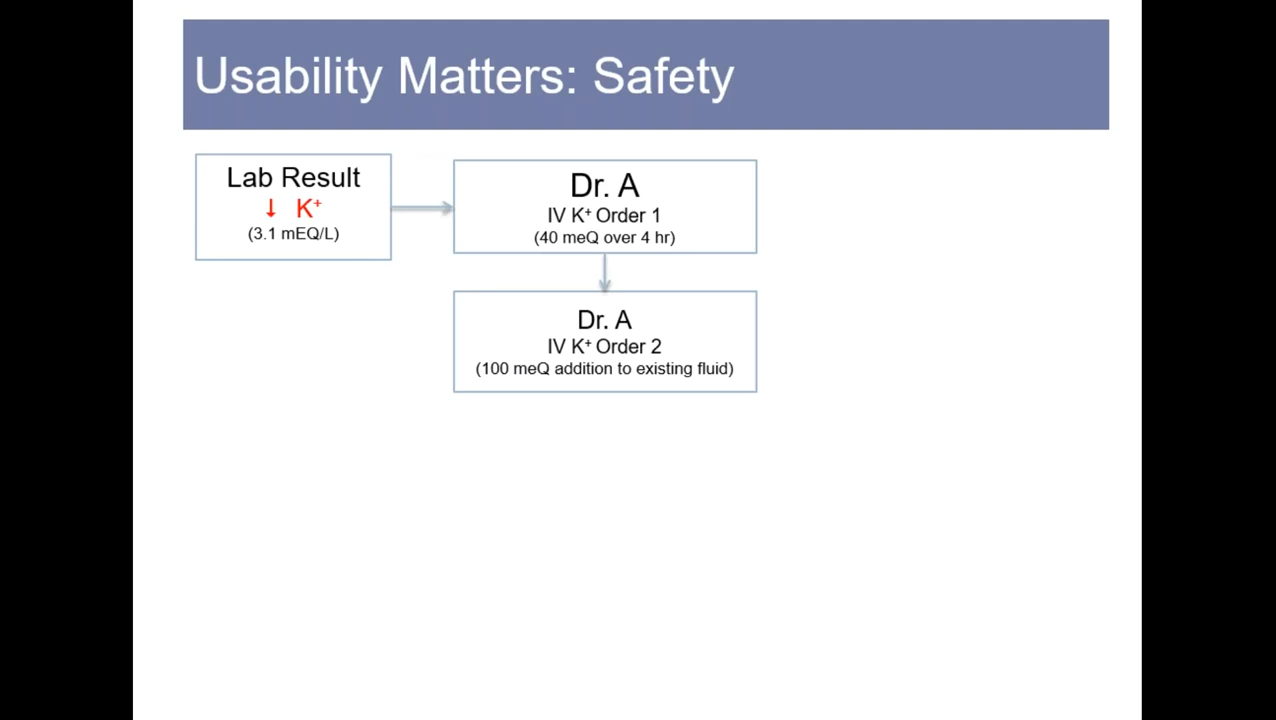 Usability Matters: Safety
Lab Result
↓ K⁺
(3.1 mEQ/L)
Dr. A
IV K⁺ Order 1
(40 meQ over 4 hr)
Dr. A
IV K⁺ Order 2
(100 meQ addition to existing fluid)